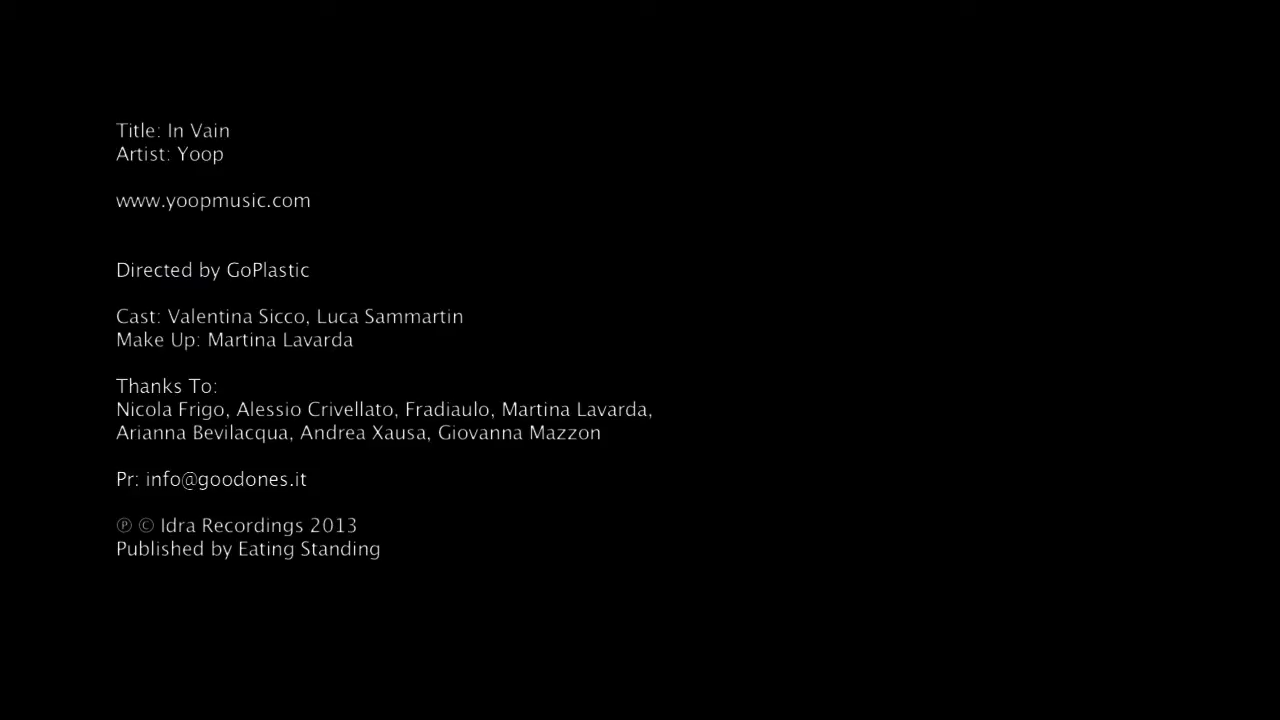 Title: In Vain
Artist: Yoop
www.yoopmusic.com
Directed by GoPlastic
Cast: Valentina Sicco, Luca Sammartin
Make Up: Martina Lavarda
Thanks To:
Nicola Frigo, Alessio Crivellato, Fradiaulo, Martina Lavarda,
Arianna Bevilacqua, Andrea Xausa, Giovanna Mazzon
Pr: info@goodones.it
℗ © Idra Recordings 2013
Published by Eating Standing